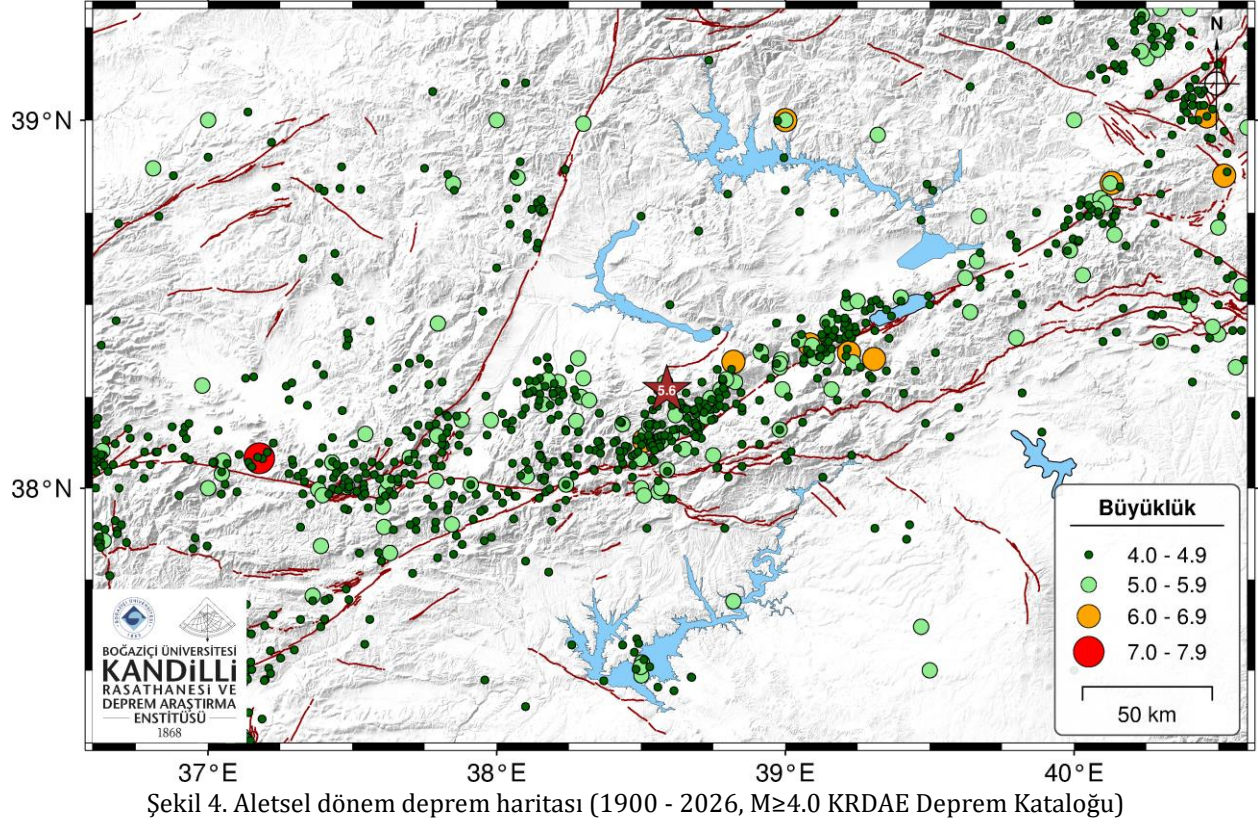 N
39°N
38°N
5.6
Büyüklük
4.0 - 4.9
5.0 - 5.9
6.0 - 6.9
7.0 - 7.9
50 km
BOĞAZİÇİ ÜNİVERSİTESİ
KANDiLLi
RASATHANESİ VE
DEPREM ARAŞTIRMA
ENSTİTÜSÜ
1868
37°E
38°E
39°E
40°E
Şekil 4. Aletsel dönem deprem haritası (1900 - 2026, M≥4.0 KRDAE Deprem Kataloğu)